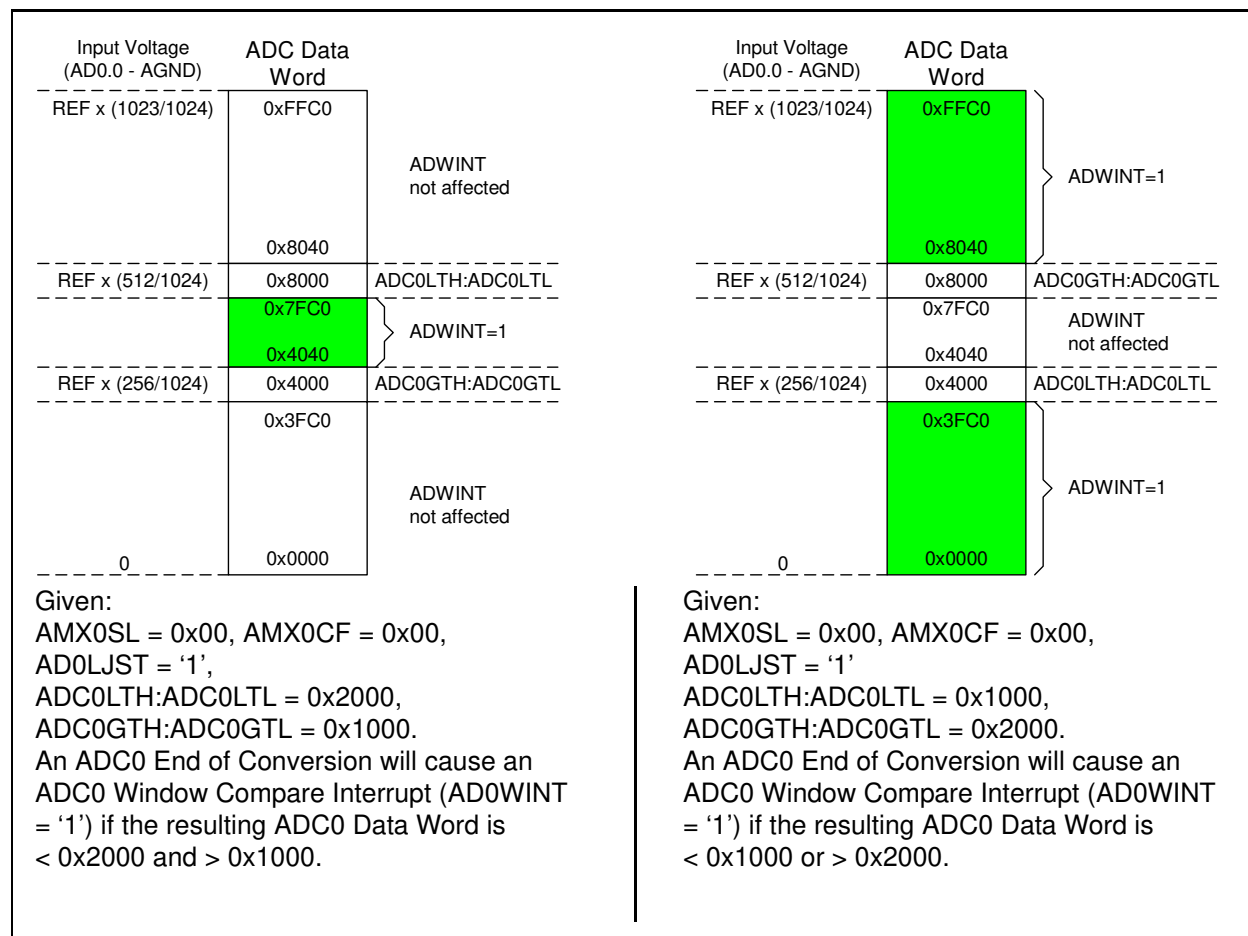 Input Voltage
(AD0.0 - AGND)
ADC Data
Word
REF x (1023/1024)
0xFFC0
ADWINT
not affected
0x8040
REF x (512/1024)
0x8000
ADC0LTH:ADC0LTL
0x7FC0
ADWINT=1
0x4040
REF x (256/1024)
0x4000
ADC0GTH:ADC0GTL
0x3FC0
ADWINT
not affected
0
0x0000
Given:
AMX0SL = 0x00, AMX0CF = 0x00,
AD0LJST = ‘1’,
ADC0LTH:ADC0LTL = 0x2000,
ADC0GTH:ADC0GTL = 0x1000.
An ADC0 End of Conversion will cause an
ADC0 Window Compare Interrupt (AD0WINT
= ‘1’) if the resulting ADC0 Data Word is
< 0x2000 and > 0x1000.
Input Voltage
(AD0.0 - AGND)
ADC Data
Word
REF x (1023/1024)
0xFFC0
ADWINT=1
0x8040
REF x (512/1024)
0x8000
ADC0GTH:ADC0GTL
0x7FC0
ADWINT
not affected
0x4040
REF x (256/1024)
0x4000
ADC0LTH:ADC0LTL
0x3FC0
ADWINT=1
0
0x0000
Given:
AMX0SL = 0x00, AMX0CF = 0x00,
AD0LJST = ‘1’
ADC0LTH:ADC0LTL = 0x1000,
ADC0GTH:ADC0GTL = 0x2000.
An ADC0 End of Conversion will cause an
ADC0 Window Compare Interrupt (AD0WINT
= ‘1’) if the resulting ADC0 Data Word is
< 0x1000 or > 0x2000.